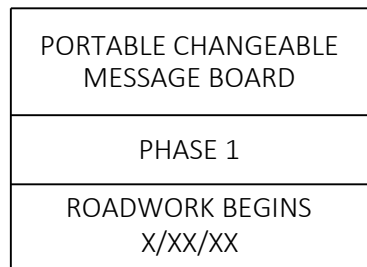 PORTABLE CHANGEABLE
MESSAGE BOARD
PHASE 1
ROADWORK BEGINS
X/XX/XX